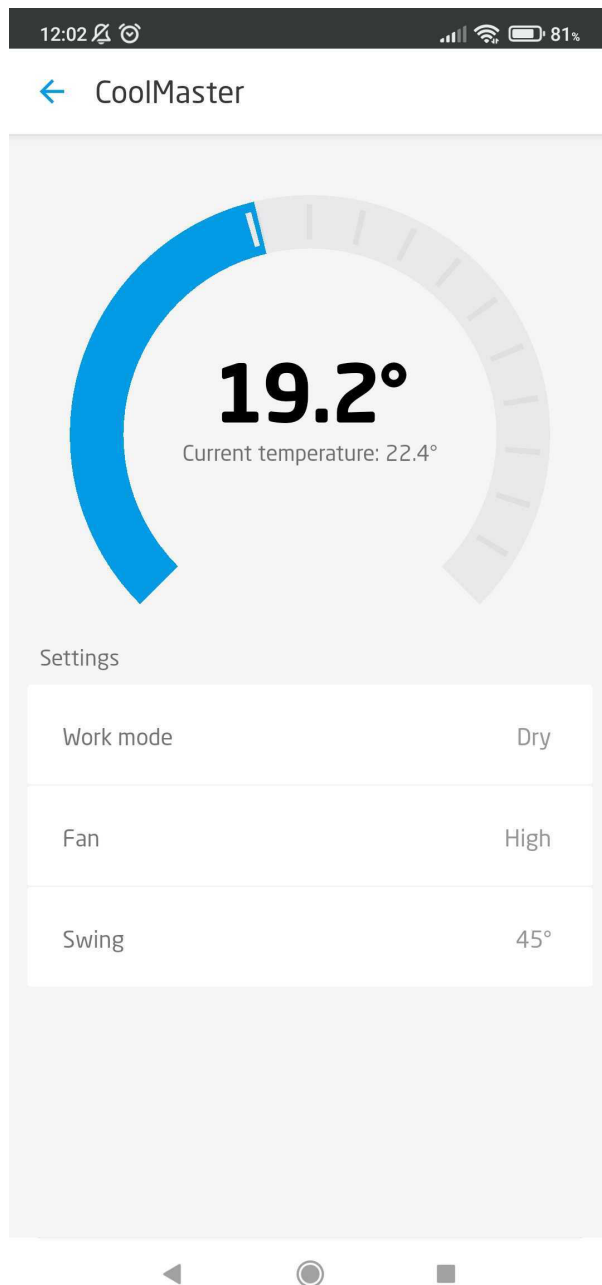 12:02 81%
CoolMaster
19.2°
Current temperature: 22.4°
Settings
Work mode Dry
Fan High
Swing 45°